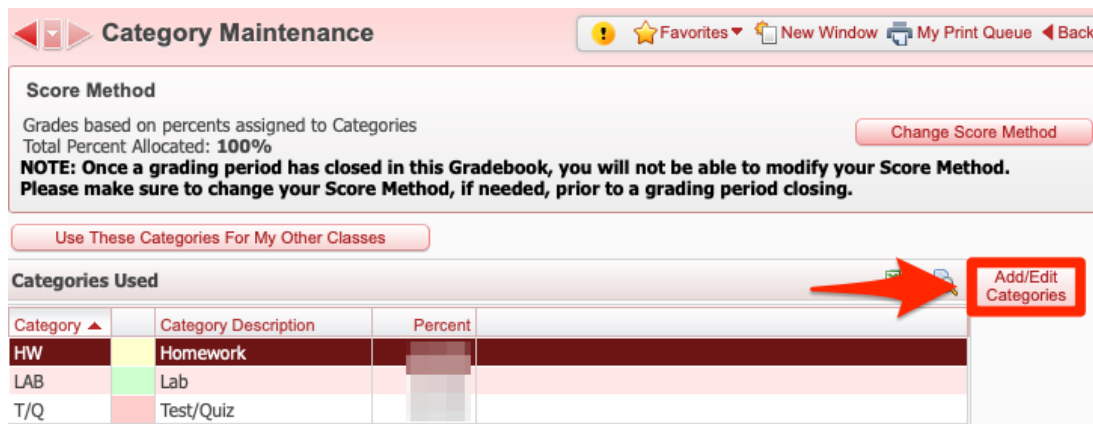 Category Maintenance
Favorites New Window My Print Queue Back
Score Method
Grades based on percents assigned to Categories
Total Percent Allocated: 100%
Change Score Method
NOTE: Once a grading period has closed in this Gradebook, you will not be able to modify your Score Method.
Please make sure to change your Score Method, if needed, prior to a grading period closing.
Use These Categories For My Other Classes
Categories Used
Add/Edit
Categories
Category Category Description Percent
HW Homework
LAB Lab
T/Q Test/Quiz